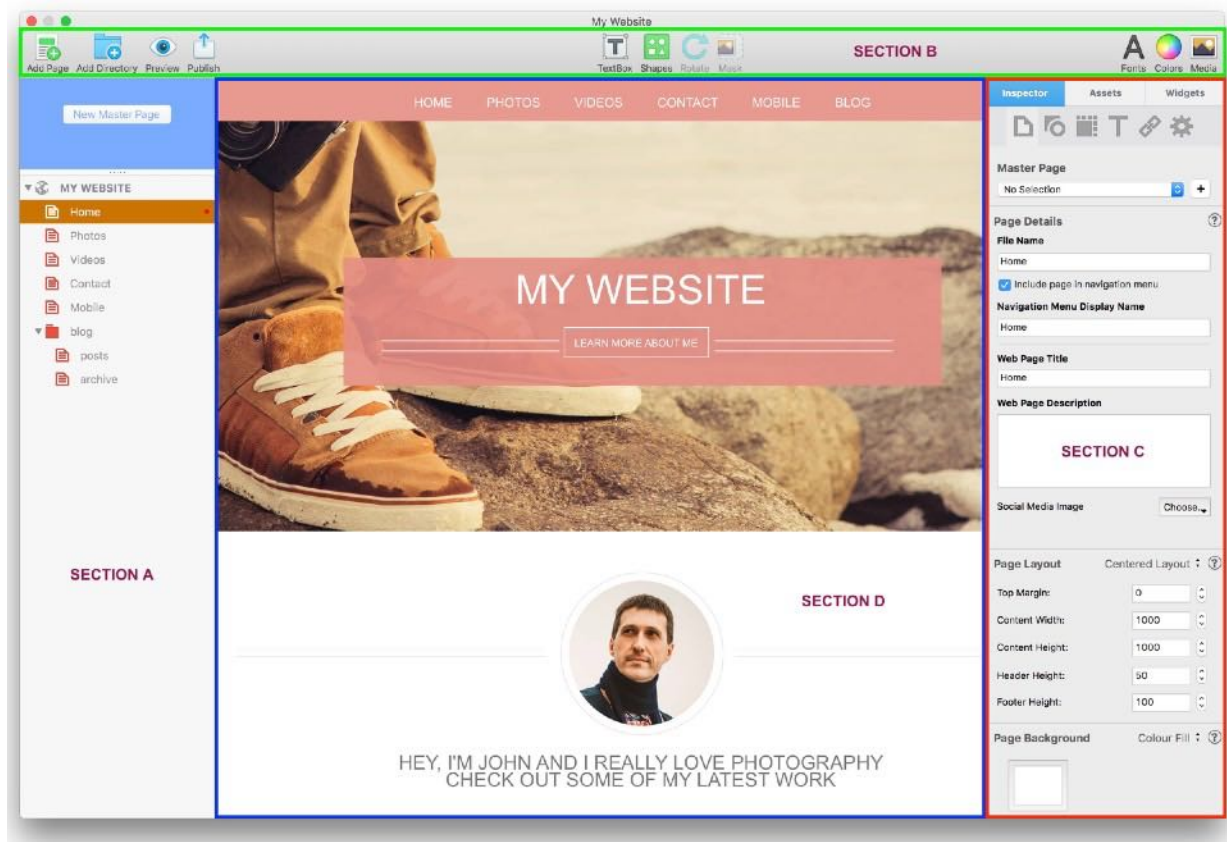 My Website
Add Page Add Directory Preview Publish
TextBox Shapes Rotate Mask
SECTION B
Fonts Colors Media
New Master Page
MY WEBSITE
Home
Photos
Videos
Contact
Mobile
blog
posts
archive
SECTION A
HOME PHOTOS VIDEOS CONTACT MOBILE BLOG
MY WEBSITE
LEARN MORE ABOUT ME
SECTION D
HEY, I'M JOHN AND I REALLY LOVE PHOTOGRAPHY
CHECK OUT SOME OF MY LATEST WORK
Inspector Assets Widgets
Master Page
No Selection
Page Details
File Name
Home
Include page in navigation menu
Navigation Menu Display Name
Home
Web Page Title
Home
Web Page Description
SECTION C
Social Media Image Choose...
Page Layout Centered Layout
Top Margin: 0
Content Width: 1000
Content Height: 1000
Header Height: 50
Footer Height: 100
Page Background Colour Fill